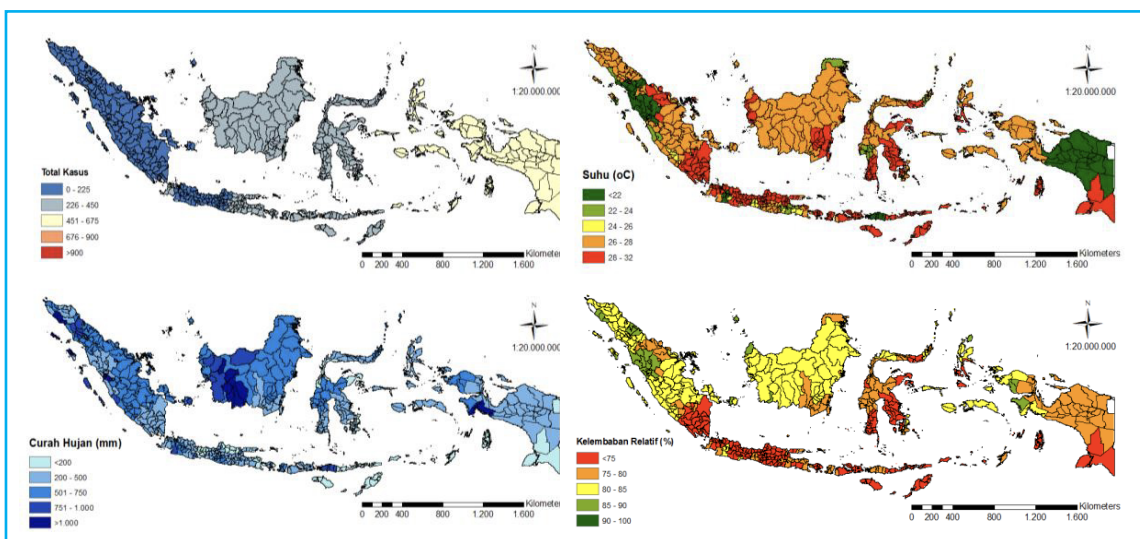 N
1:20.000.000
Total Kasus
0 - 225
226 - 450
451 - 675
676 - 900
>900
Kilometers
0 200 400 800 1.200 1.600
N
1:20.000.000
Suhu (oC)
<22
22 - 24
24 - 26
26 - 28
28 - 32
Kilometers
0 200 400 800 1.200 1.600
N
1:20.000.000
Curah Hujan (mm)
<200
200 - 500
501 - 750
751 - 1.000
>1.000
Kilometers
0 200 400 800 1.200 1.600
N
1:20.000.000
Kelembaban Relatif (%)
<75
75 - 80
80 - 85
85 - 90
90 - 100
Kilometers
0 200 400 800 1.200 1.600